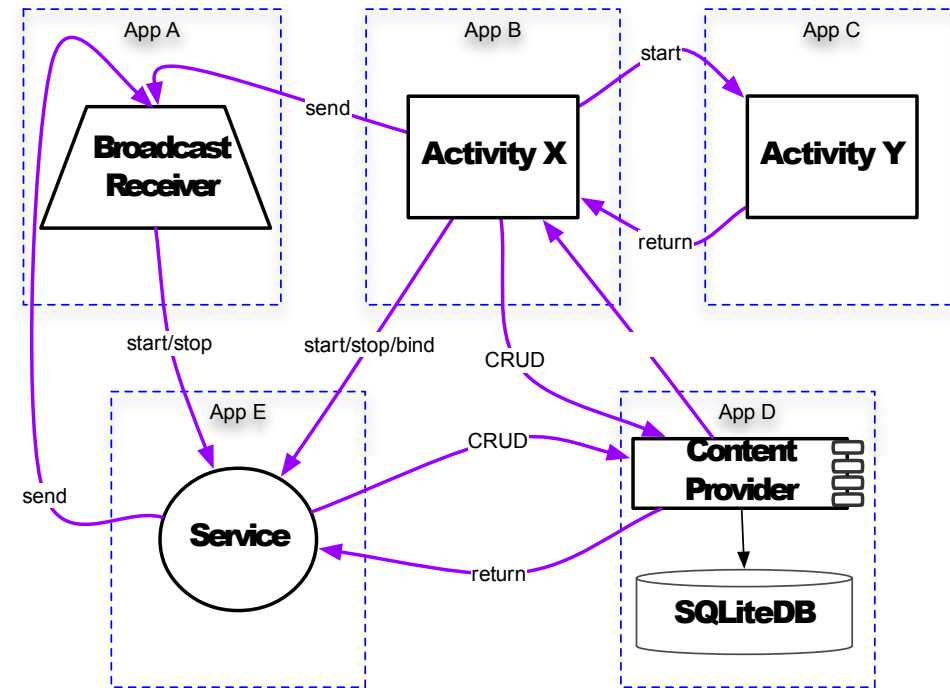 App A
App B
App C
start
send
Broadcast
Receiver
Activity X
Activity Y
return
start/stop
start/stop/bind
CRUD
App E
App D
CRUD
Content
Provider
send
Service
return
SQLiteDB